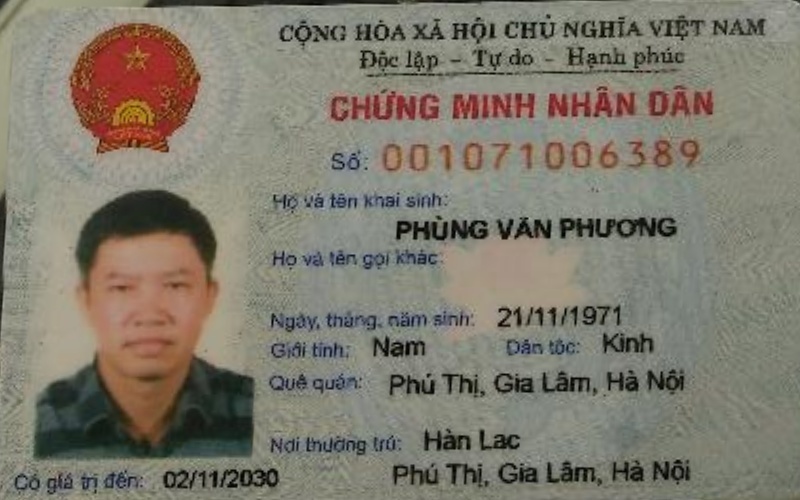 CỘNG HÒA XÃ HỘI CHỦ NGHĨA VIỆT NAM
Độc lập - Tự do - Hạnh phúc
CHỨNG MINH NHÂN DÂN
Số: 001071006389
Họ và tên khai sinh:
PHÙNG VĂN PHƯƠNG
Họ và tên gọi khác:
Ngày, tháng, năm sinh: 21/11/1971
Giới tính: Nam Dân tộc: Kinh
Quê quán: Phú Thị, Gia Lâm, Hà Nội
Nơi thường trú: Hàn Lac
Phú Thị, Gia Lâm, Hà Nội
Có giá trị đến: 02/11/2030